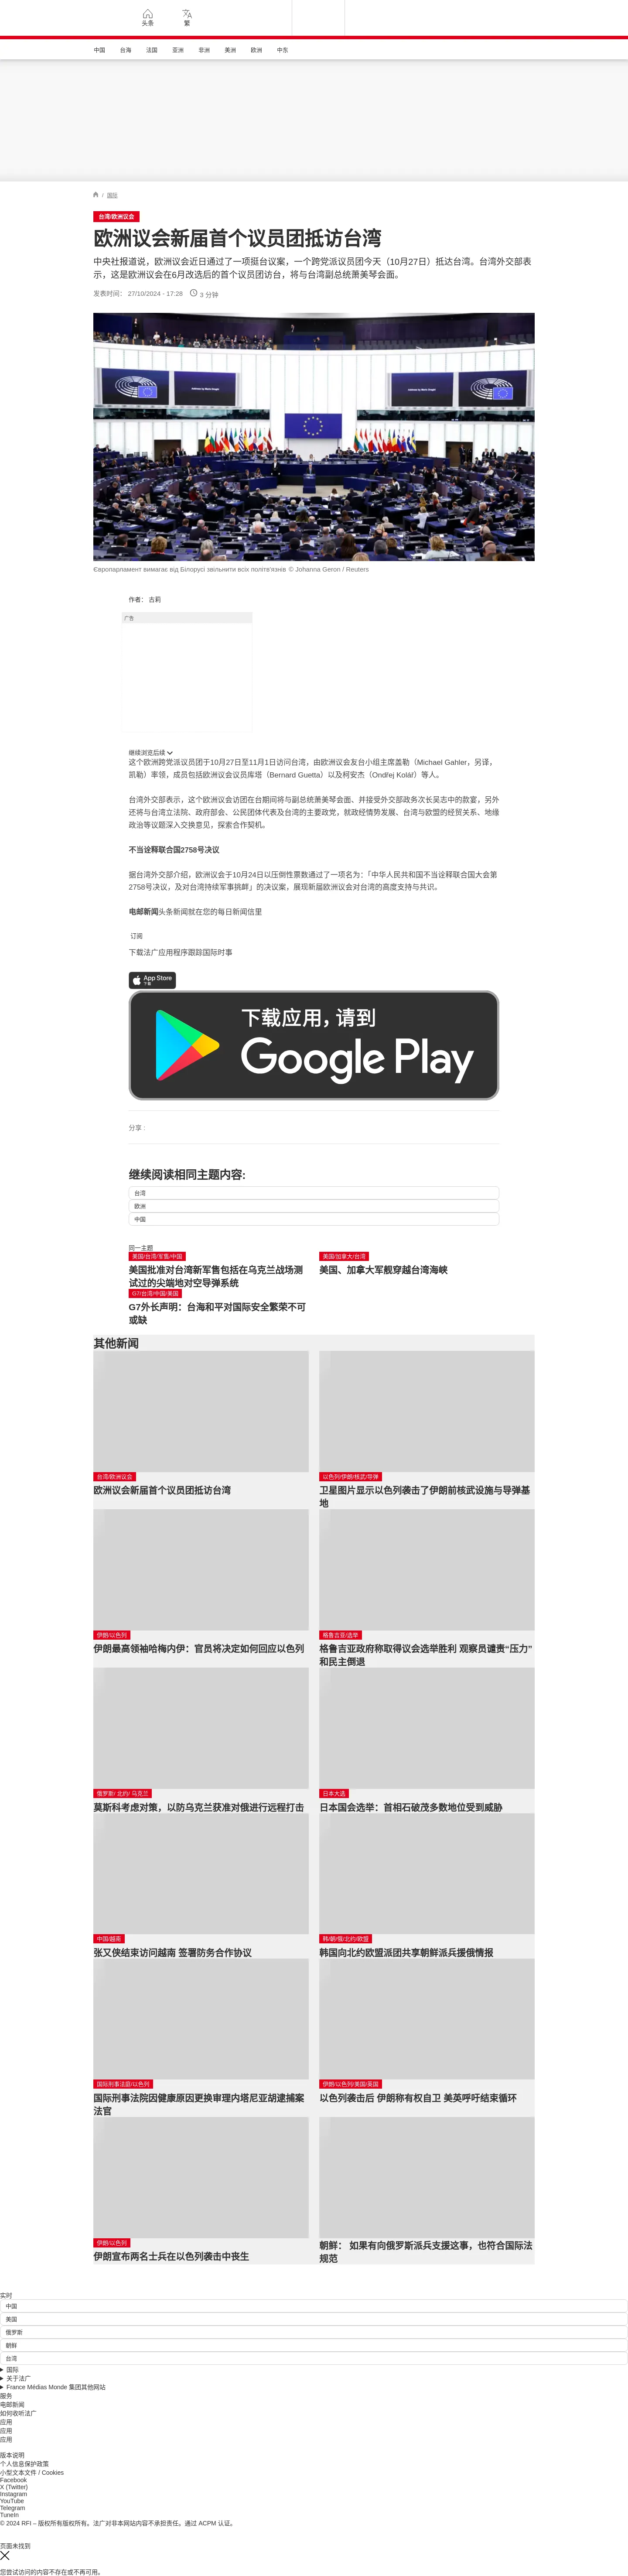 头条
繁
中国
台海
法国
亚洲
非洲
美洲
欧洲
中东
/ 国际
台湾/欧洲议会
欧洲议会新届首个议员团抵访台湾
中央社报道说，欧洲议会近日通过了一项挺台议案，一个跨党派议员团今天（10月27日）抵达台湾。台湾外交部表
示，这是欧洲议会在6月改选后的首个议员团访台，将与台湾副总统萧美琴会面。
发表时间： 27/10/2024 - 17:28
3 分钟
Європарламент вимагає від Білорусі звільнити всіх політв'язнів © Johanna Geron / Reuters
作者： 古莉
广告
继续浏览后续
这个欧洲跨党派议员团于10月27日至11月1日访问台湾，由欧洲议会友台小组主席盖勒（Michael Gahler，另译，
凯勒）率领，成员包括欧洲议会议员库塔（Bernard Guetta）以及柯安杰（Ondřej Kolář）等人。
台湾外交部表示，这个欧洲议会访团在台期间将与副总统萧美琴会面、并接受外交部政务次长吴志中的款宴，另外
还将与台湾立法院、政府部会、公民团体代表及台湾的主要政党，就政经情势发展、台湾与欧盟的经贸关系、地缘
政治等议题深入交换意见，探索合作契机。
不当诠释联合国2758号决议
据台湾外交部介绍，欧洲议会于10月24日以压倒性票数通过了一项名为：「中华人民共和国不当诠释联合国大会第
2758号决议，及对台湾持续军事挑衅」的决议案，展现新届欧洲议会对台湾的高度支持与共识。
电邮新闻头条新闻就在您的每日新闻信里
订阅
下载法广应用程序跟踪国际时事
App Store
下载
下载应用，请到
Google Play
分享 :
继续阅读相同主题内容:
台湾
欧洲
中国
同一主题
美国/台湾/军售/中国
美国批准对台湾新军售包括在乌克兰战场测
试过的尖端地对空导弹系统
美国/加拿大/台湾
美国、加拿大军舰穿越台湾海峡
G7/台湾/中国/美国
G7外长声明：台海和平对国际安全繁荣不可
或缺
其他新闻
台湾/欧洲议会
欧洲议会新届首个议员团抵访台湾
以色列/伊朗/核武/导弹
卫星图片显示以色列袭击了伊朗前核武设施与导弹基
地
伊朗/以色列
伊朗最高领袖哈梅内伊：官员将决定如何回应以色列
格鲁吉亚/选举
格鲁吉亚政府称取得议会选举胜利 观察员谴责“压力”
和民主倒退
俄罗斯/ 北约/ 乌克兰
莫斯科考虑对策，以防乌克兰获准对俄进行远程打击
日本大选
日本国会选举：首相石破茂多数地位受到威胁
中国/越南
张又侠结束访问越南 签署防务合作协议
韩/朝/俄/北约/欧盟
韩国向北约欧盟派团共享朝鲜派兵援俄情报
国际刑事法庭/以色列
国际刑事法院因健康原因更换审理内塔尼亚胡逮捕案
法官
伊朗/以色列/美国/英国
以色列袭击后 伊朗称有权自卫 美英呼吁结束循环
伊朗/以色列
伊朗宣布两名士兵在以色列袭击中丧生
朝鲜： 如果有向俄罗斯派兵支援这事，也符合国际法
规范
实时
中国
美国
俄罗斯
朝鲜
台湾
国际
关于法广
France Médias Monde 集团其他网站
服务
电邮新闻
如何收听法广
应用
应用
应用
版本说明
个人信息保护政策
小型文本文件 / Cookies
Facebook
X (Twitter)
Instagram
YouTube
Telegram
TuneIn
© 2024 RFI – 版权所有版权所有。法广对非本网站内容不承担责任。通过 ACPM 认证。
页面未找到
您尝试访问的内容不存在或不再可用。